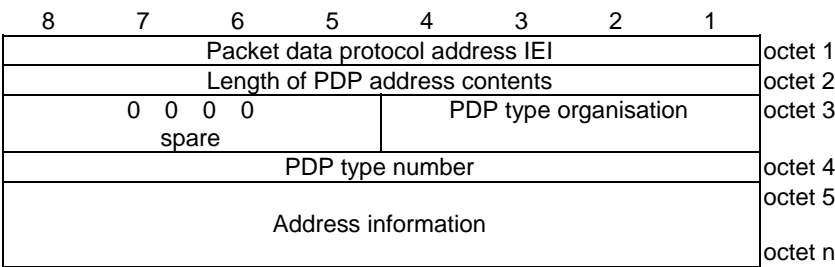 8 7 6 5 4 3 2 1
Packet data protocol address IEI octet 1
Length of PDP address contents octet 2
0 0 0 0 PDP type organisation octet 3
spare
PDP type number octet 4
octet 5
Address information
octet n